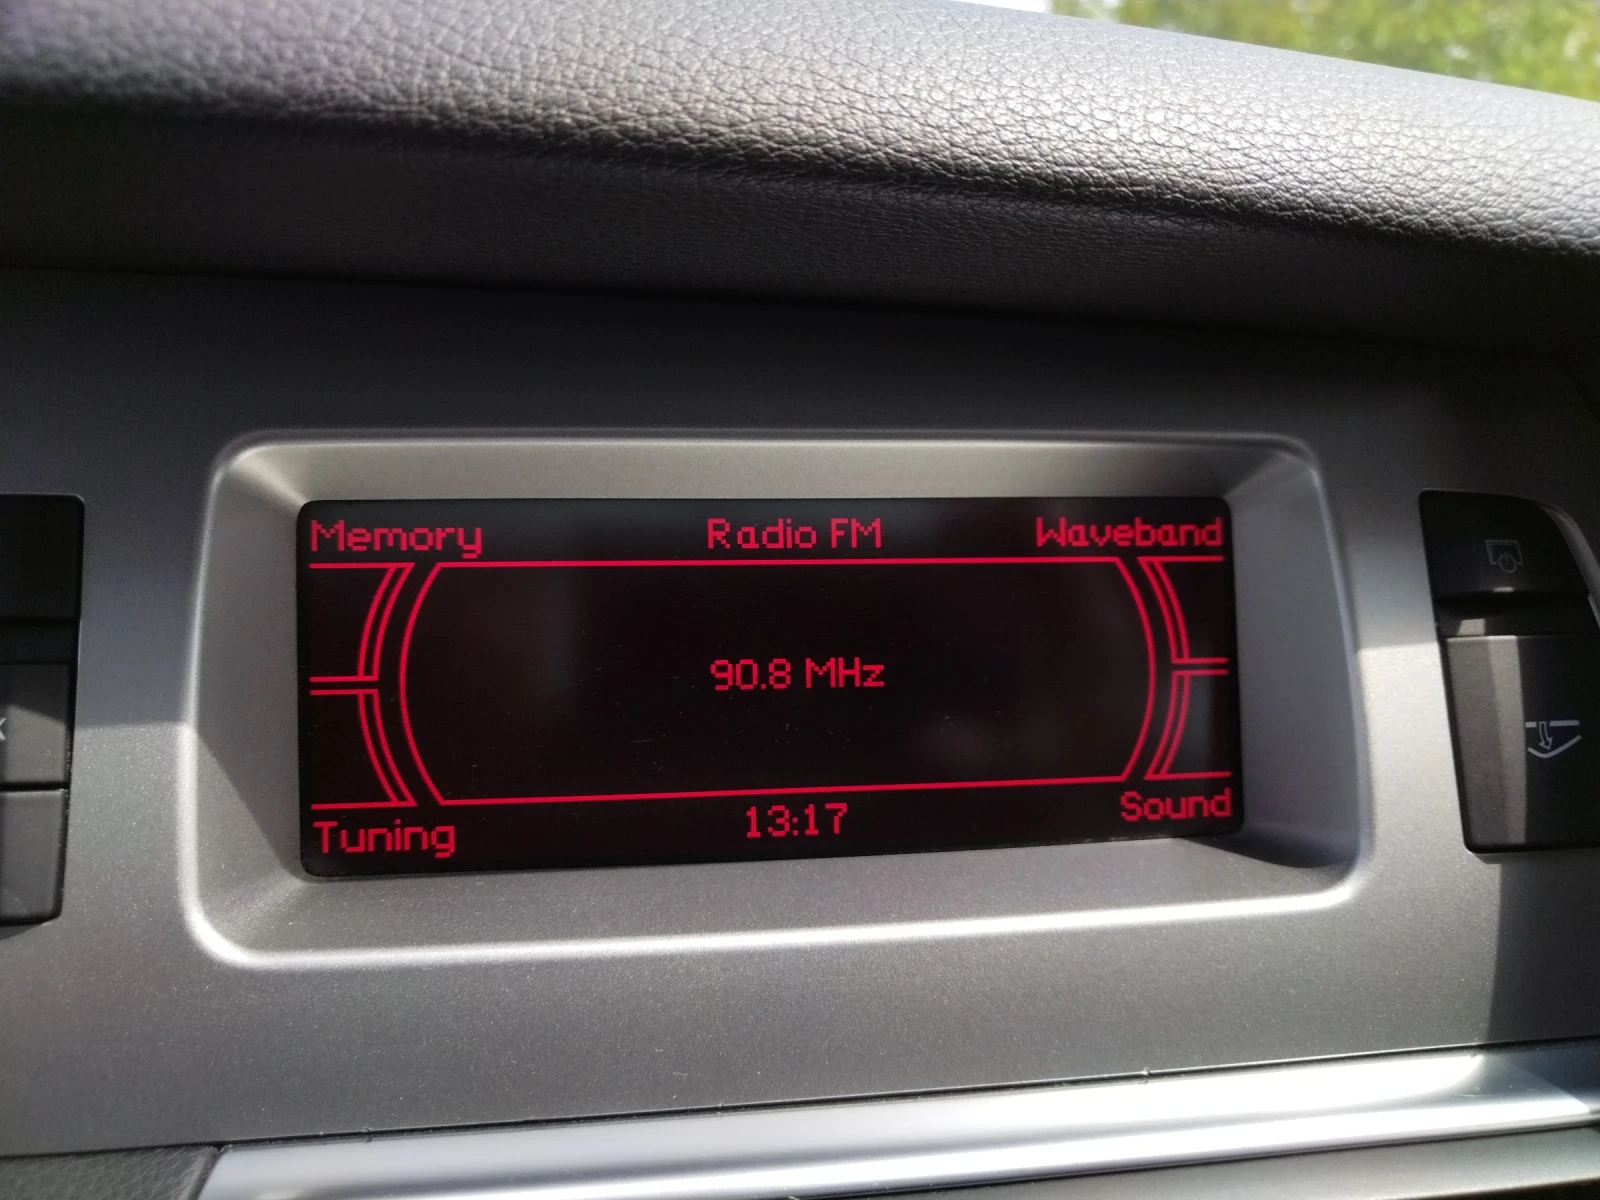 Memory Radio FM Waveband
90.8 MHz
Tuning 13:17 Sound